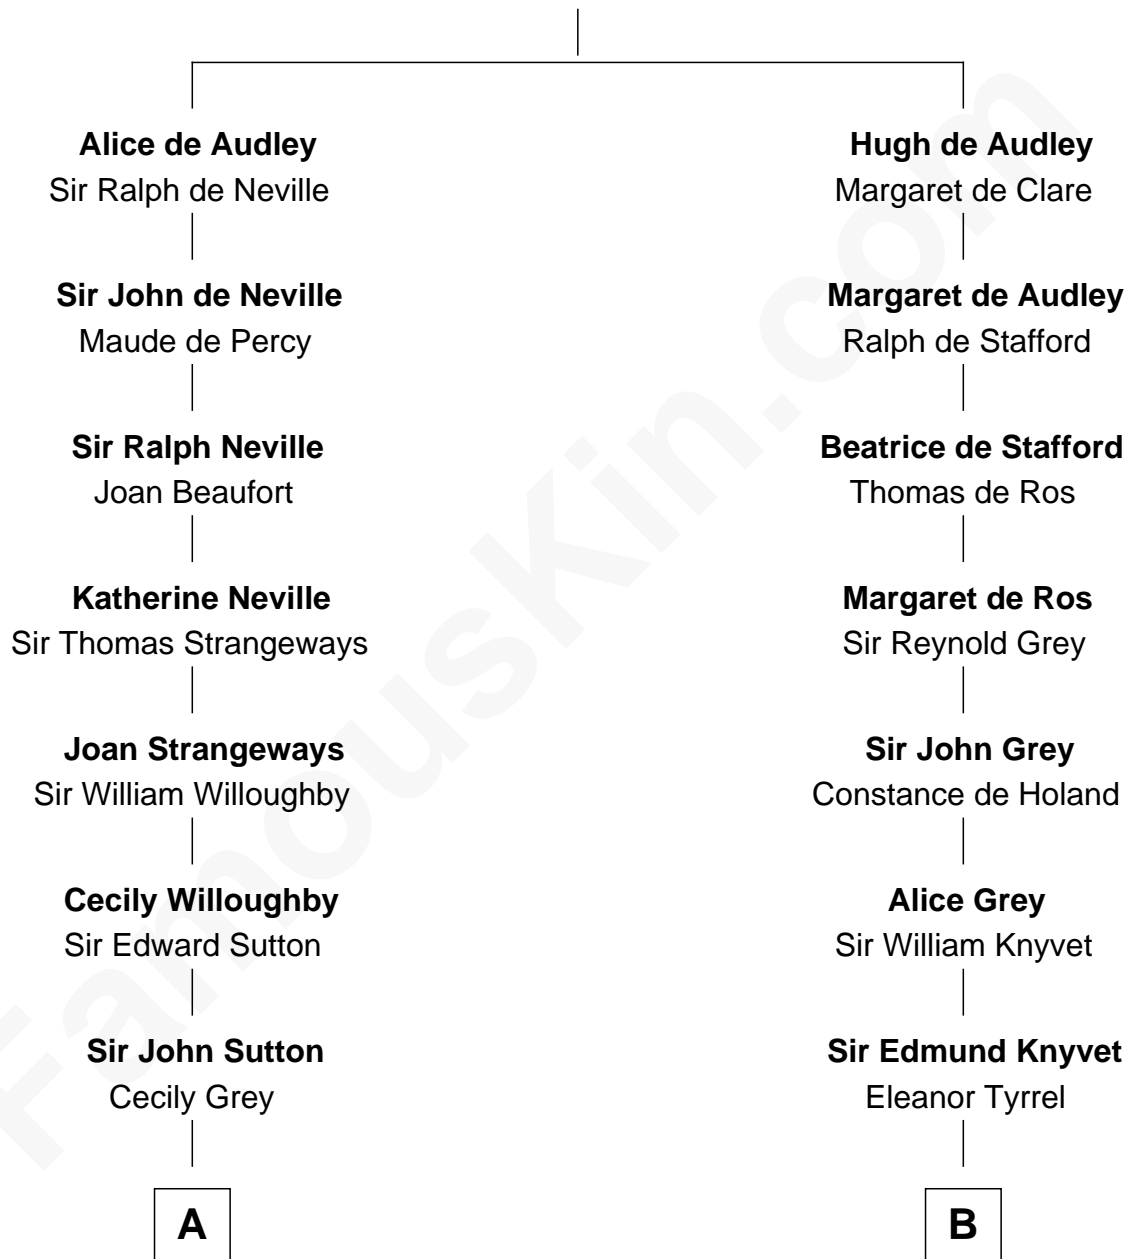 Alice de Audley
Sir Ralph de Neville
Sir John de Neville
Maude de Percy
Sir Ralph Neville
Joan Beaufort
Katherine Neville
Sir Thomas Strangeways
Joan Strangeways
Sir William Willoughby
Cecily Willoughby
Sir Edward Sutton
Sir John Sutton
Cecily Grey
A
Hugh de Audley
Margaret de Clare
Margaret de Audley
Ralph de Stafford
Beatrice de Stafford
Thomas de Ros
Margaret de Ros
Sir Reynold Grey
Sir John Grey
Constance de Holand
Alice Grey
Sir William Knyvet
Sir Edmund Knyvet
Eleanor Tyrrel
B
FamousKin.com